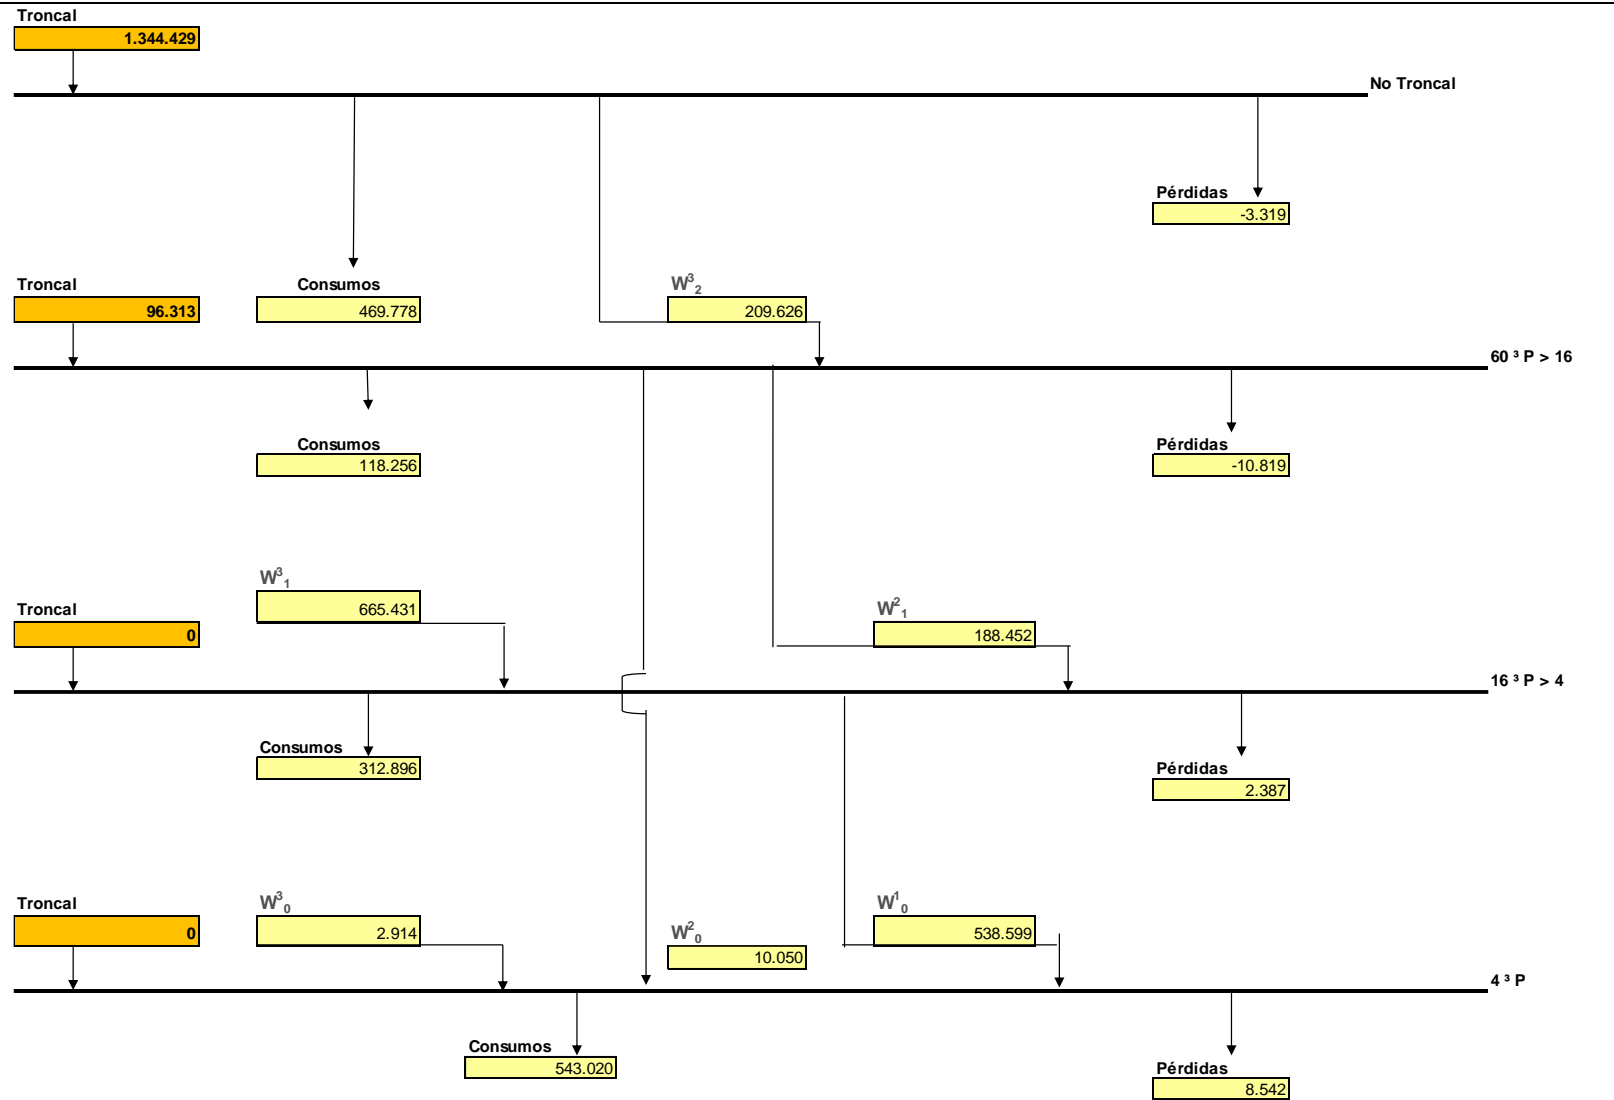 Troncal
1.344.429
No Troncal
Pérdidas
-3.319
Troncal
96.313
Consumos
469.778
W³₂
209.626
60 ³ P > 16
Consumos
118.256
Pérdidas
-10.819
W³₁
665.431
Troncal
0
W²₁
188.452
16 ³ P > 4
Consumos
312.896
Pérdidas
2.387
Troncal
0
W³₀
2.914
W²₀
10.050
W¹₀
538.599
4 ³ P
Consumos
543.020
Pérdidas
8.542